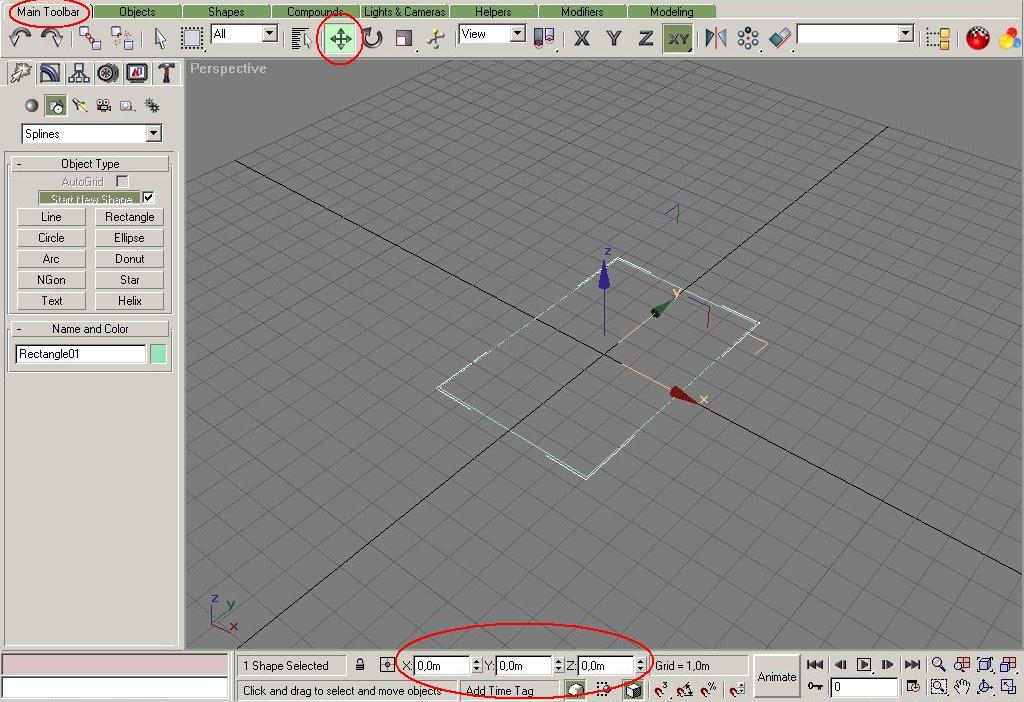 Main Toolbar Objects Shapes Compounds Lights & Cameras Helpers Modifiers Modeling
All View X Y Z XY
Perspective
Splines
- Object Type
AutoGrid
Start New Shape
Line Rectangle
Circle Ellipse
Arc Donut
NGon Star
Text Helix
- Name and Color
Rectangle01
z
y
x
z
y
x
1 Shape Selected X: 0,0m Y: 0,0m Z: 0,0m Grid = 1,0m
Click and drag to select and move objects Add Time Tag
3 %
Animate
0